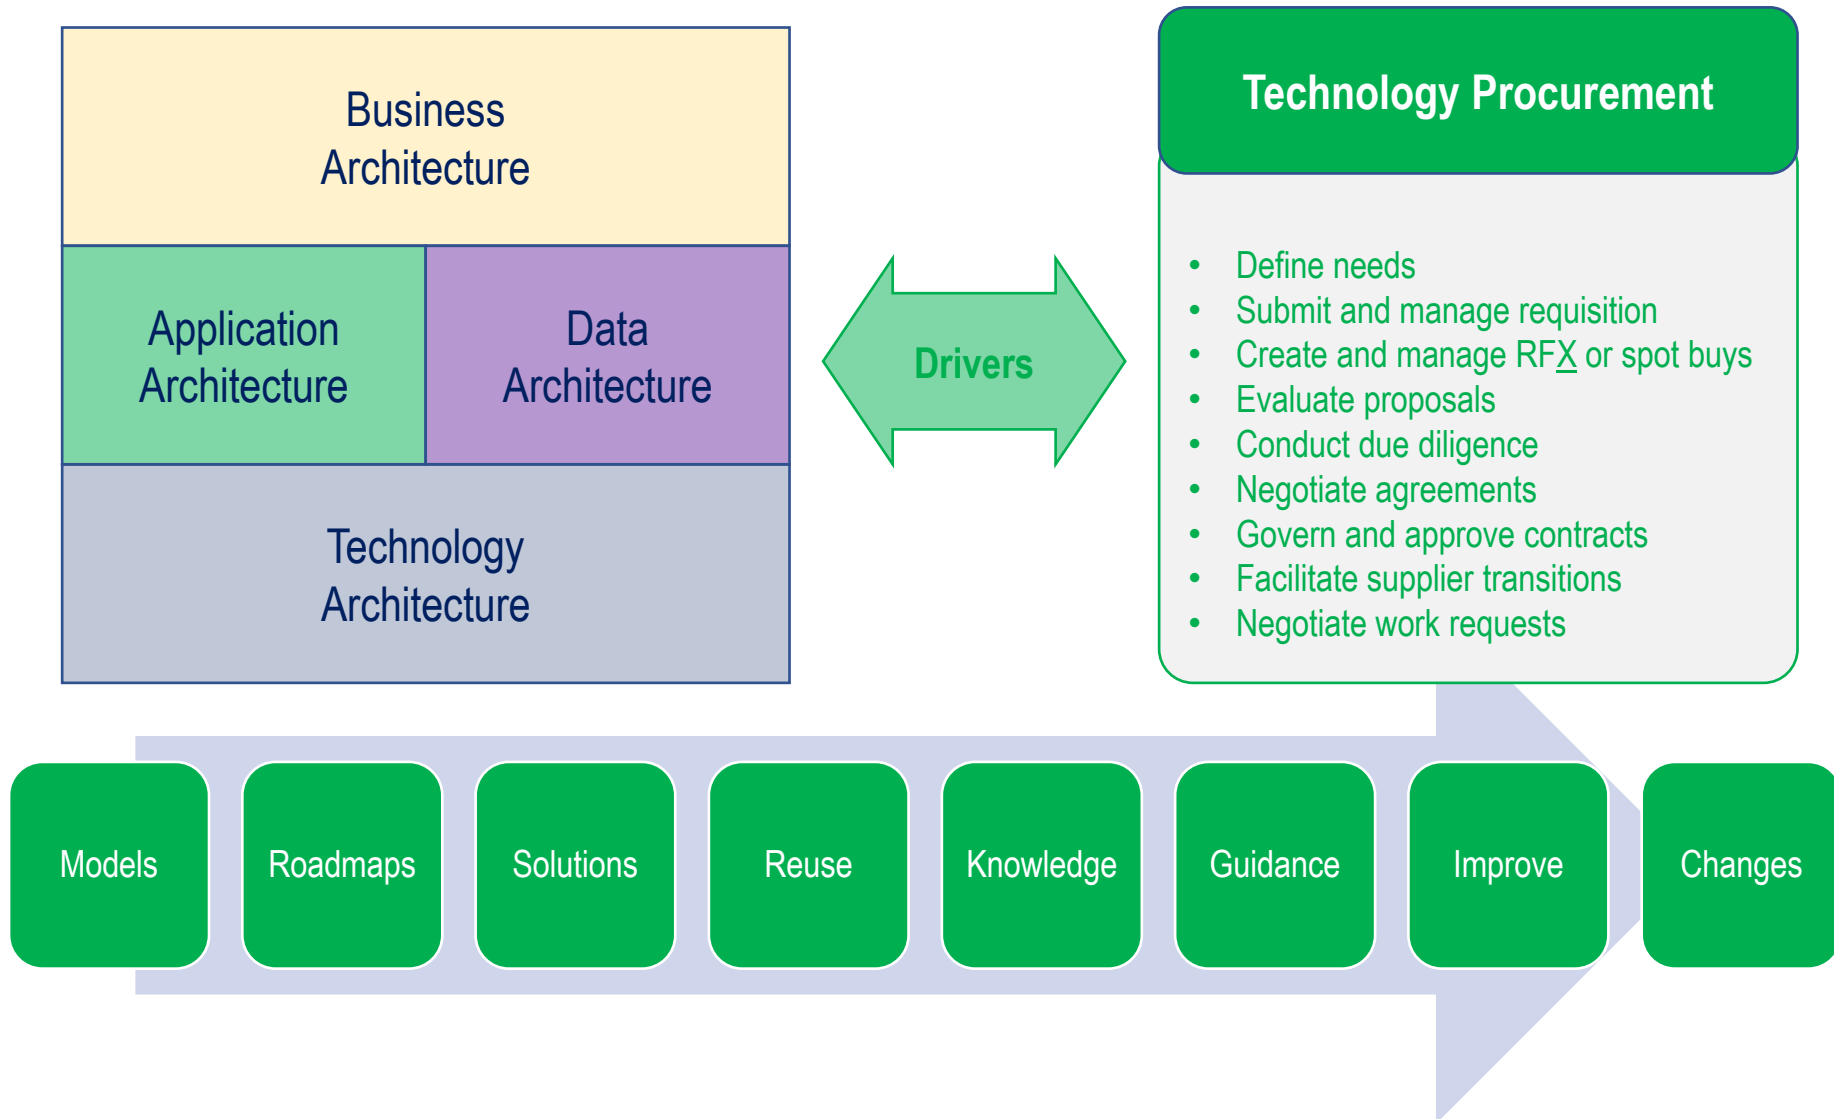 Business
Architecture
Application
Architecture
Data
Architecture
Technology
Architecture
Drivers
Technology Procurement
• Define needs
• Submit and manage requisition
• Create and manage RFX or spot buys
• Evaluate proposals
• Conduct due diligence
• Negotiate agreements
• Govern and approve contracts
• Facilitate supplier transitions
• Negotiate work requests
Models
Roadmaps
Solutions
Reuse
Knowledge
Guidance
Improve
Changes